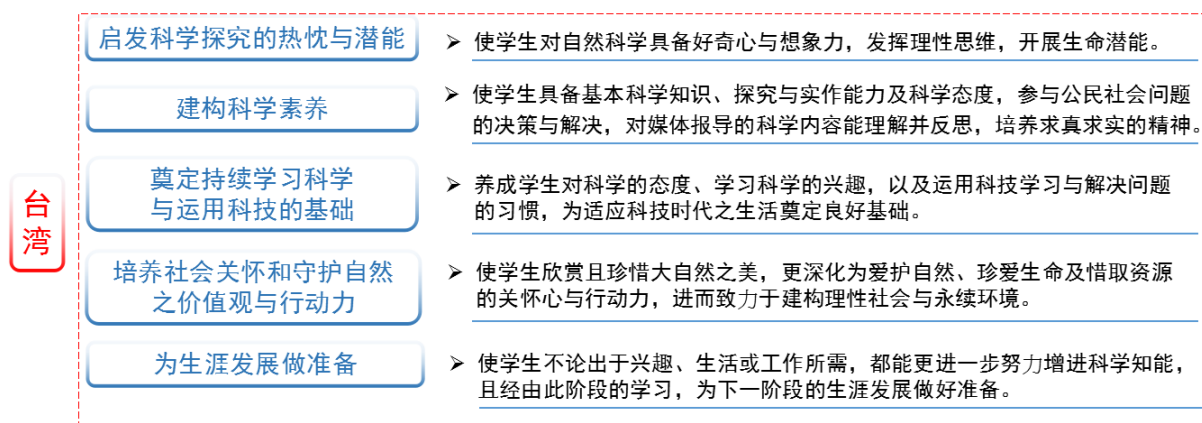 台
湾
启发科学探究的热忱与潜能
使学生对自然科学具备好奇心与想象力，发挥理性思维，开展生命潜能。
建构科学素养
使学生具备基本科学知识、探究与实作能力及科学态度，参与公民社会问题
的决策与解决，对媒体报导的科学内容能理解并反思，培养求真求实的精神。
奠定持续学习科学
与运用科技的基础
养成学生对科学的态度、学习科学的兴趣，以及运用科技学习与解决问题
的习惯，为适应科技时代之生活奠定良好基础。
培养社会关怀和守护自然
之价值观与行动力
使学生欣赏且珍惜大自然之美，更深化为爱护自然、珍爱生命及惜取资源
的关怀心与行动力，进而致力于建构理性社会与永续环境。
为生涯发展做准备
使学生不论出于兴趣、生活或工作所需，都能更进一步努力增进科学知能，
且经由此阶段的学习，为下一阶段的生涯发展做好准备。